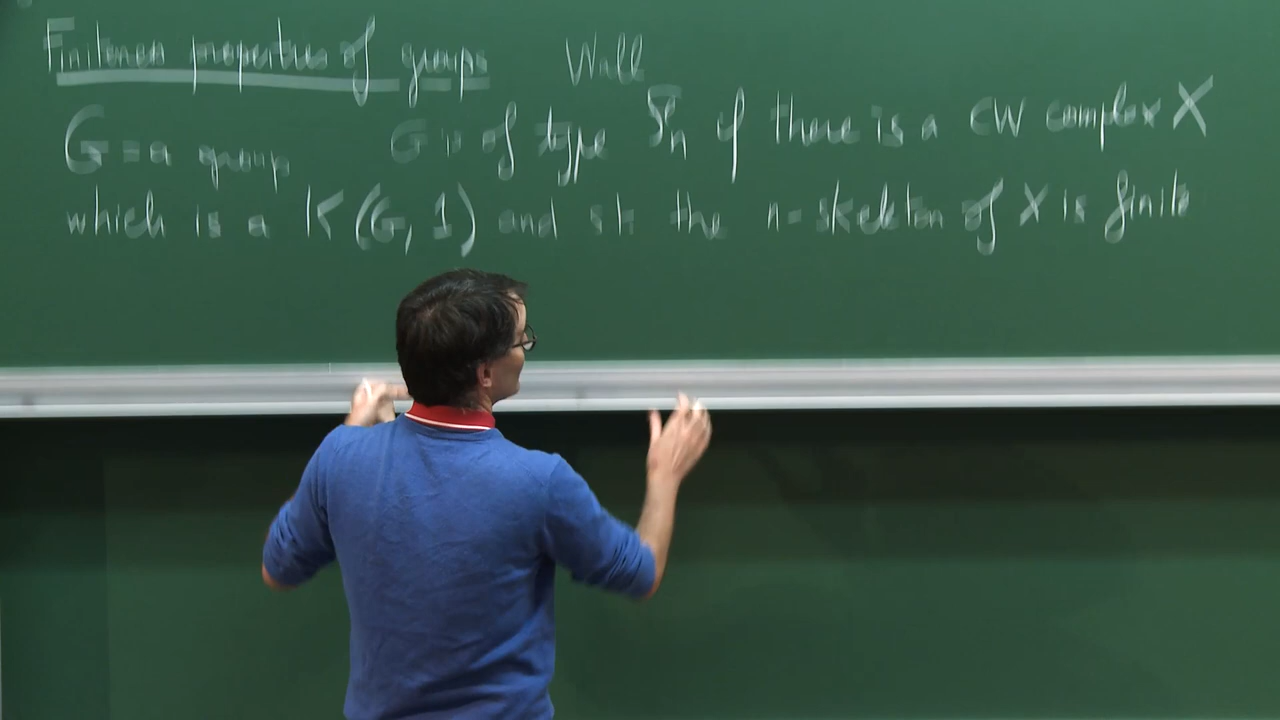 Finiteness properties of groups Wall
G = a group G is of type Fn if there is a CW complex X
which is a K(G, 1) and st. the n-skeleton of X is finite